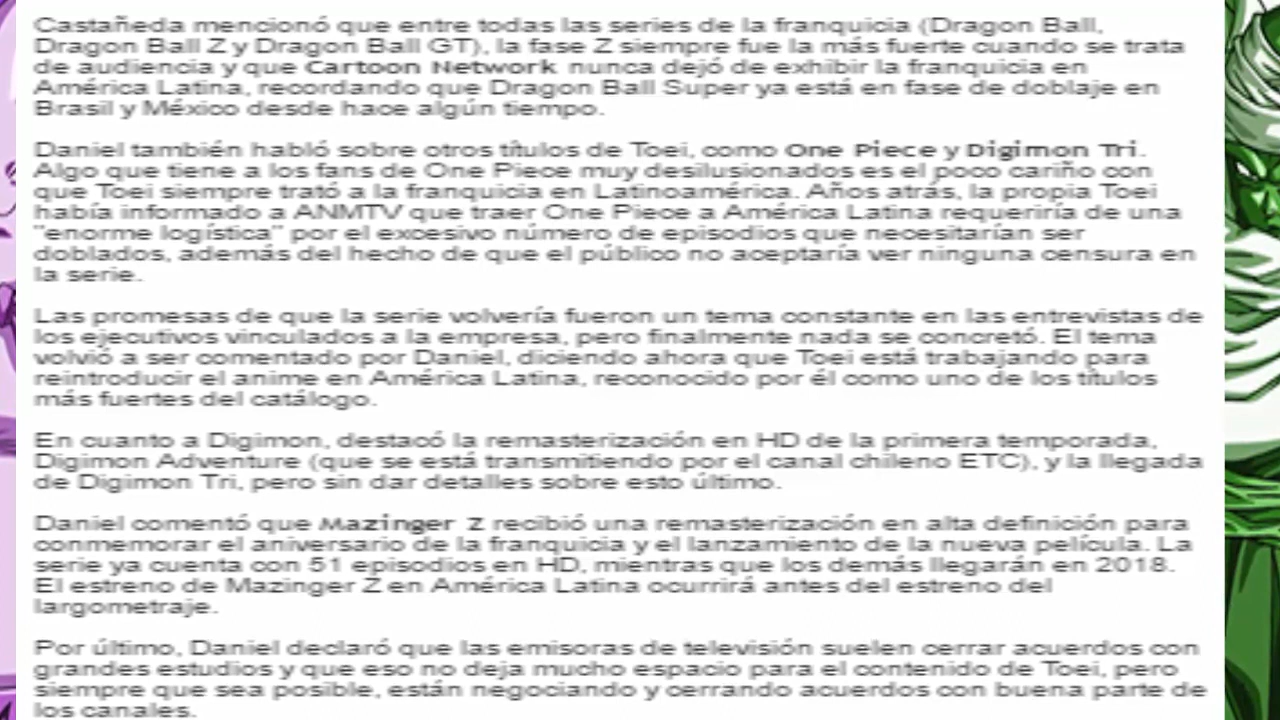 Castañeda mencionó que entre todas las series de la franquicia (Dragon Ball,
Dragon Ball Z y Dragon Ball GT), la fase Z siempre fue la más fuerte cuando se trata
de audiencia y que Cartoon Network nunca dejó de exhibir la franquicia en
América Latina, recordando que Dragon Ball Super ya está en fase de doblaje en
Brasil y México desde hace algún tiempo.
Daniel también habló sobre otros títulos de Toei, como One Piece y Digimon Tri.
Algo que tiene a los fans de One Piece muy desilusionados es el poco cariño con
que Toei siempre trató a la franquicia en Latinoamérica. Años atrás, la propia Toei
había informado a ANMTV que traer One Piece a América Latina requeriría de una
"enorme logística" por el excesivo número de episodios que necesitarían ser
doblados, además del hecho de que el público no aceptaría ver ninguna censura en
la serie.
Las promesas de que la serie volvería fueron un tema constante en las entrevistas de
los ejecutivos vinculados a la empresa, pero finalmente nada se concretó. El tema
volvió a ser comentado por Daniel, diciendo ahora que Toei está trabajando para
reintroducir el anime en América Latina, reconocido por él como uno de los títulos
más fuertes del catálogo.
En cuanto a Digimon, destacó la remasterización en HD de la primera temporada,
Digimon Adventure (que se está transmitiendo por el canal chileno ETC), y la llegada
de Digimon Tri, pero sin dar detalles sobre esto último.
Daniel comentó que Mazinger Z recibió una remasterización en alta definición para
conmemorar el aniversario de la franquicia y el lanzamiento de la nueva película. La
serie ya cuenta con 51 episodios en HD, mientras que los demás llegarán en 2018.
El estreno de Mazinger Z en América Latina ocurrirá antes del estreno del
largometraje.
Por último, Daniel declaró que las emisoras de televisión suelen cerrar acuerdos con
grandes estudios y que eso no deja mucho espacio para el contenido de Toei, pero
siempre que sea posible, están negociando y cerrando acuerdos con buena parte de
los canales.